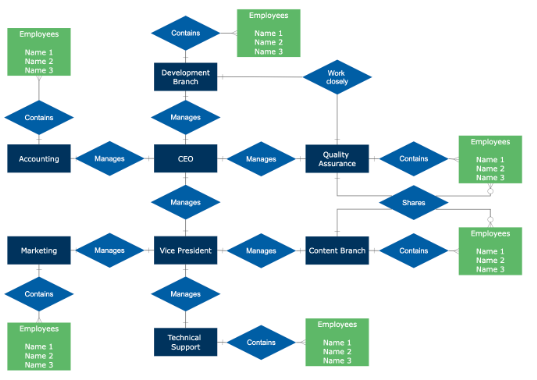 Employees
Name 1
Name 2
Name 3
Contains
Employees
Name 1
Name 2
Name 3
Development
Branch
Work
closely
Contains
Manages
Accounting
Manages
CEO
Manages
Quality
Assurance
Contains
Employees
Name 1
Name 2
Name 3
Manages
Shares
Marketing
Manages
Vice President
Manages
Content Branch
Contains
Employees
Name 1
Name 2
Name 3
Contains
Manages
Employees
Name 1
Name 2
Name 3
Technical
Support
Contains
Employees
Name 1
Name 2
Name 3